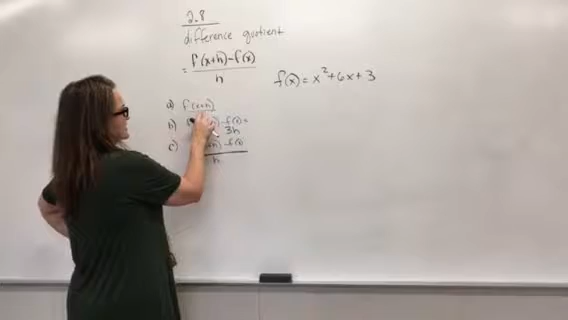 2.8
difference quotient
= f(x+h)-f(x)
h
f(x) = x²+6x+3
a) f(x+h)
b) - f(x) =
3h
c) - f(x)
h